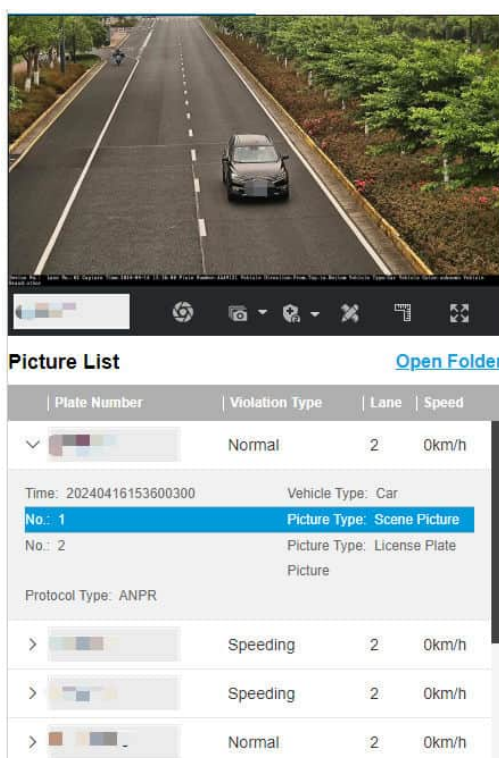 Picture List
Open Folder
Plate Number Violation Type Lane Speed
Normal 2 0km/h
Time: 20240416153600300 Vehicle Type: Car
No.: 1 Picture Type: Scene Picture
No.: 2 Picture Type: License Plate
Picture
Protocol Type: ANPR
Speeding 2 0km/h
Speeding 2 0km/h
Normal 2 0km/h